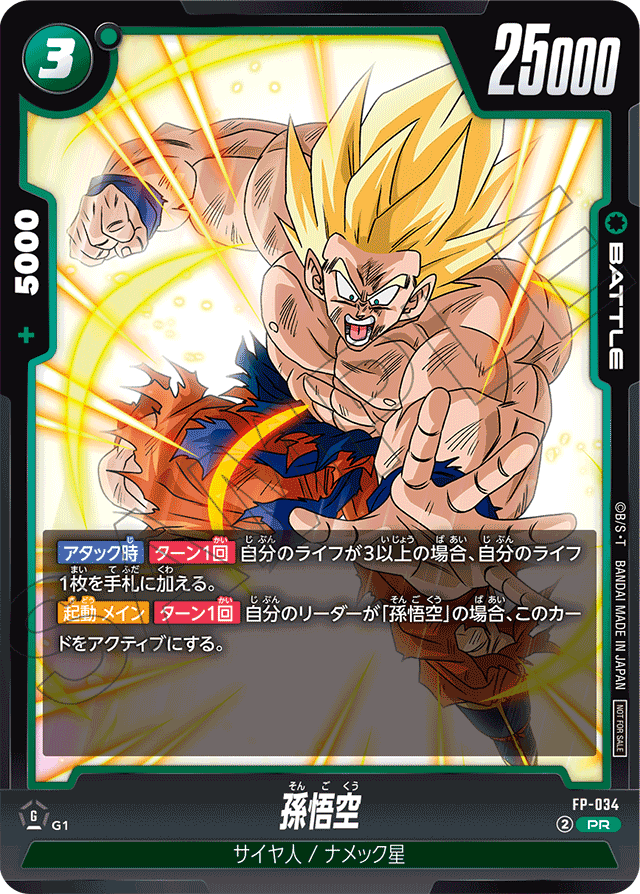 3
25000
+ 5000
BATTLE
アタック時 ターン1回 自分のライフが3以上の場合、自分のライフ
1枚を手札に加える。
起動 メイン ターン1回 自分のリーダーが「孫悟空」の場合、このカー
ドをアクティブにする。
©B/S・T BANDAI MADE IN JAPAN
NOT FOR SALE
G
G1
そん ご くう
孫悟空
FP-034
2 PR
サイヤ人 / ナメック星